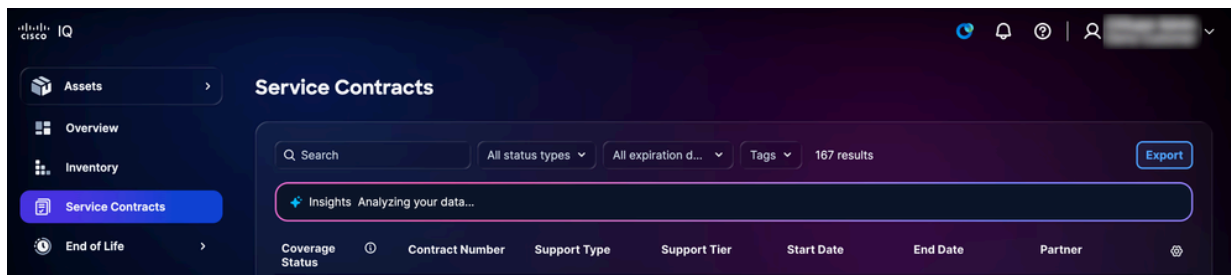 cisco IQ
Assets
Overview
Inventory
Service Contracts
End of Life
Service Contracts
Search All status types All expiration d... Tags 167 results Export
Insights Analyzing your data...
Coverage Status Contract Number Support Type Support Tier Start Date End Date Partner